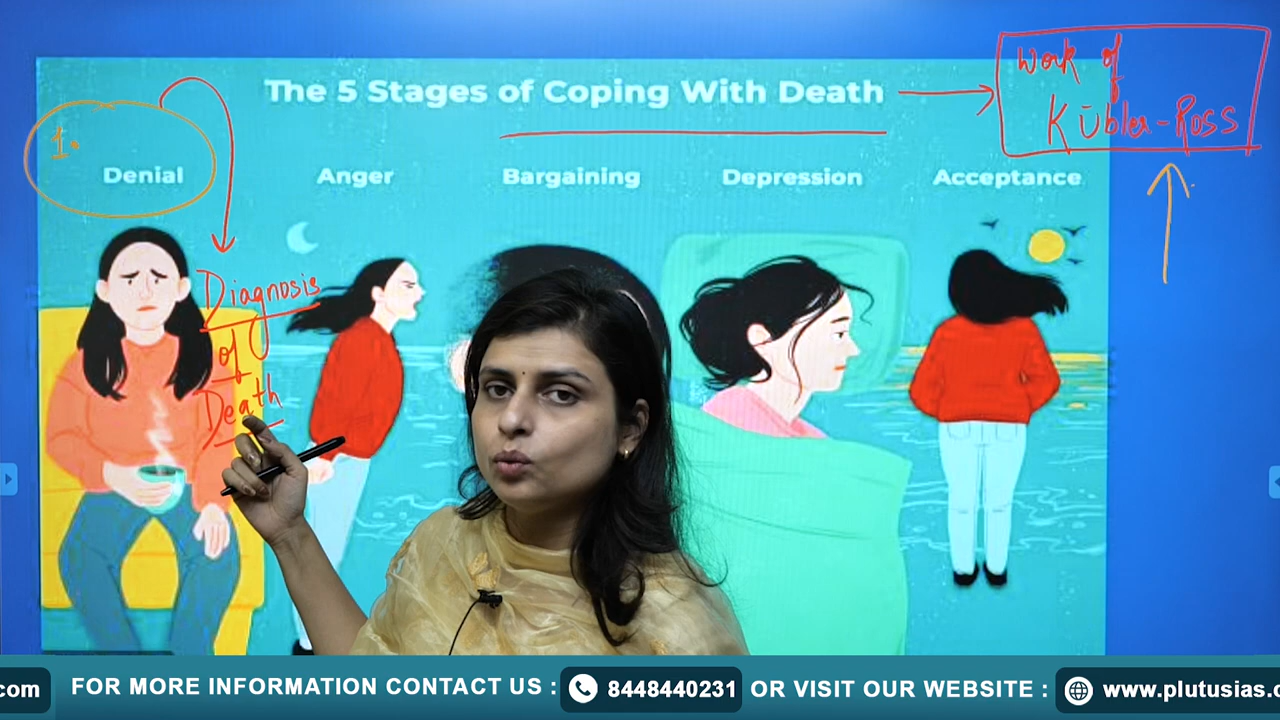 The 5 Stages of Coping With Death
Work of
Kübler-Ross
1.
Denial
Anger
Bargaining
Depression
Acceptance
Diagnosis
of
Death
.com
FOR MORE INFORMATION CONTACT US :
8448440231
OR VISIT OUR WEBSITE :
www.plutusias.c